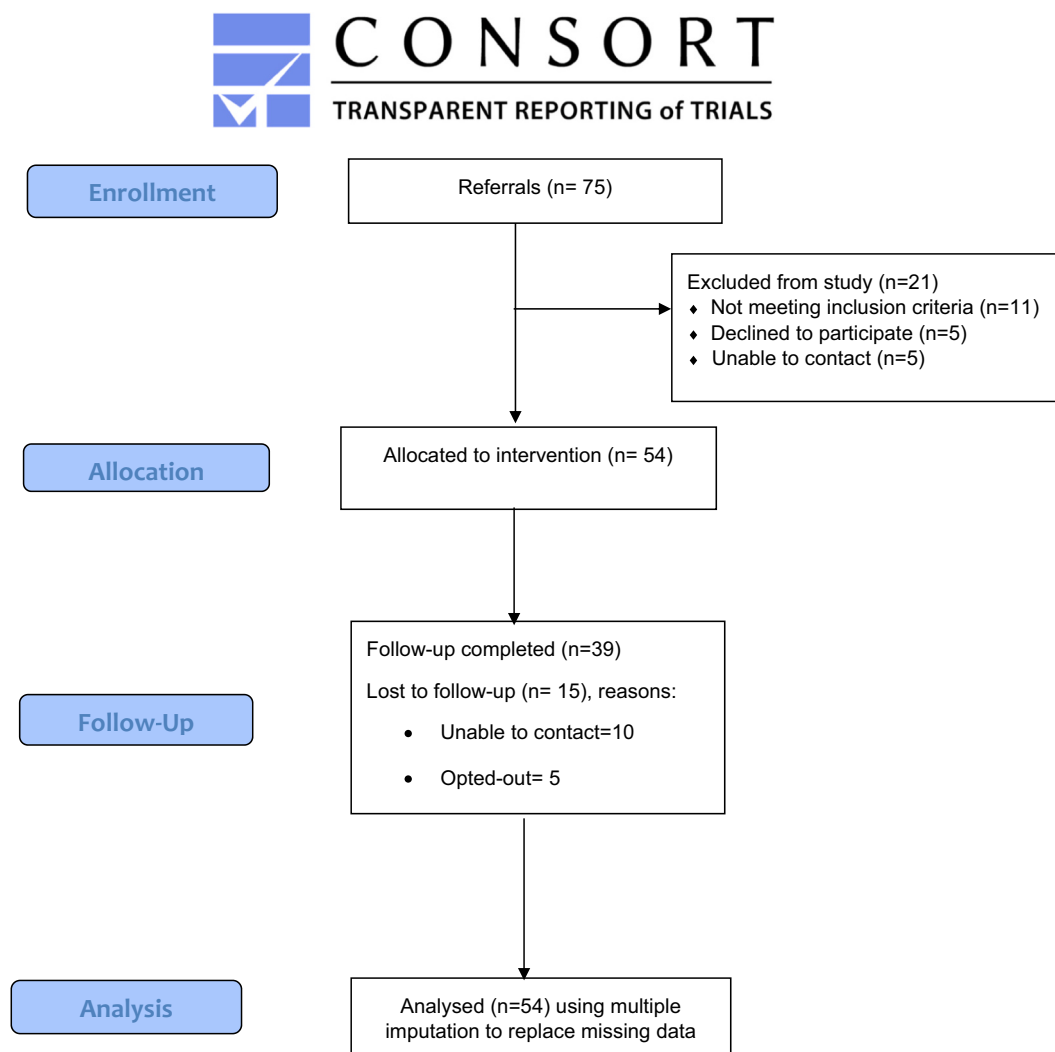 CONSORT
TRANSPARENT REPORTING of TRIALS
Enrollment
Referrals (n= 75)
Excluded from study (n=21)
♦ Not meeting inclusion criteria (n=11)
♦ Declined to participate (n=5)
♦ Unable to contact (n=5)
Allocation
Allocated to intervention (n= 54)
Follow-Up
Follow-up completed (n=39)
Lost to follow-up (n= 15), reasons:
• Unable to contact=10
• Opted-out= 5
Analysis
Analysed (n=54) using multiple
imputation to replace missing data